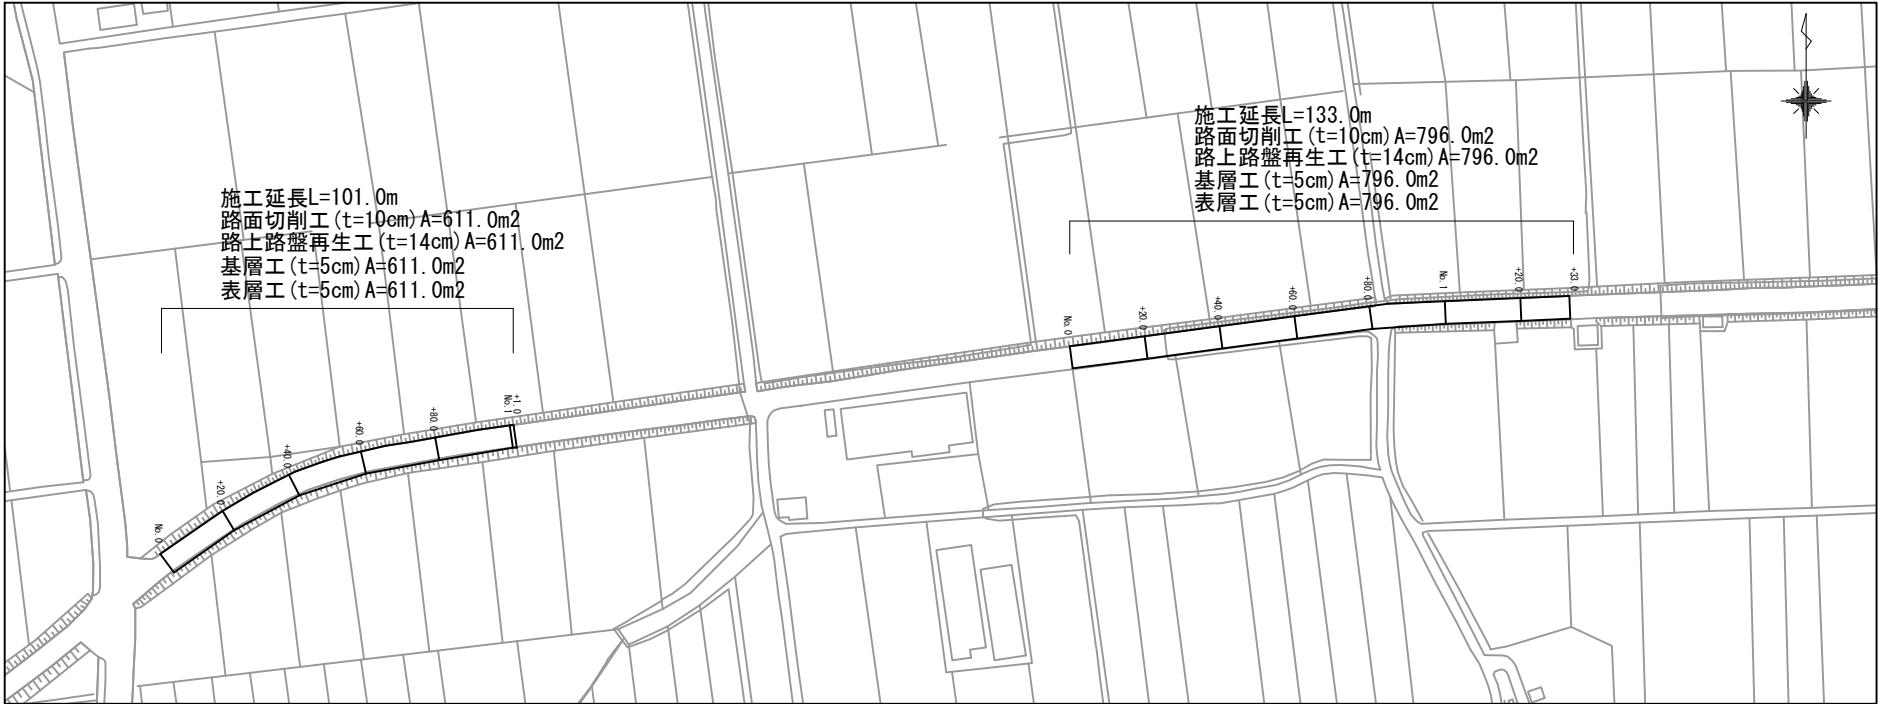 施工延長L=101.0m
路面切削工(t=10cm)A=611.0m2
路上路盤再生工(t=14cm)A=611.0m2
基層工(t=5cm)A=611.0m2
表層工(t=5cm)A=611.0m2
No.0
+20.0
+40.0
+60.0
+80.0
No.1
+1.0
施工延長L=133.0m
路面切削工(t=10cm)A=796.0m2
路上路盤再生工(t=14cm)A=796.0m2
基層工(t=5cm)A=796.0m2
表層工(t=5cm)A=796.0m2
No.0
+20.0
+40.0
+60.0
+80.0
No.1
+20.0
+33.0